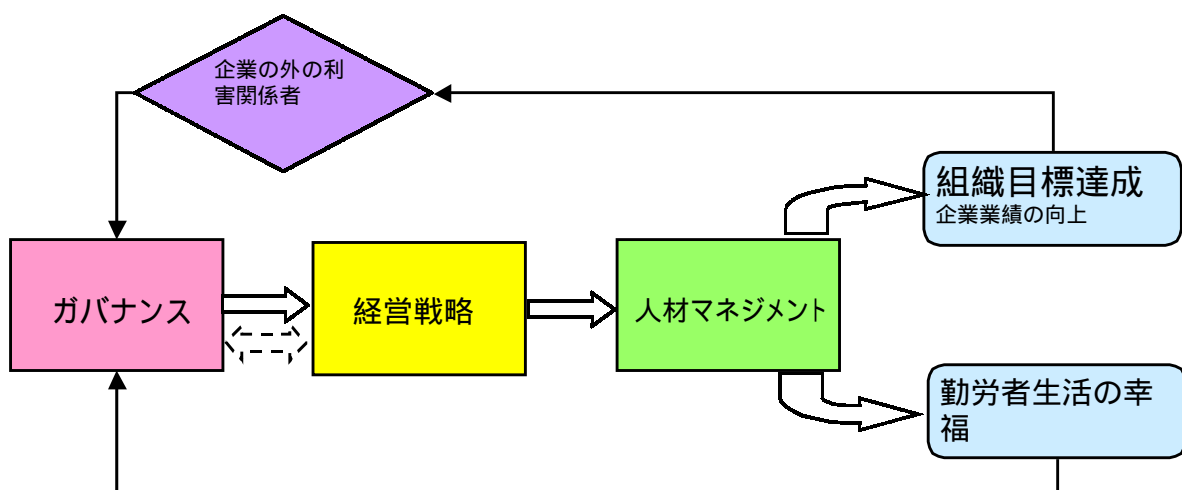 企業の外の利
害関係者
組織目標達成
企業業績の向上
ガバナンス
経営戦略
人材マネジメント
勤労者生活の幸
福